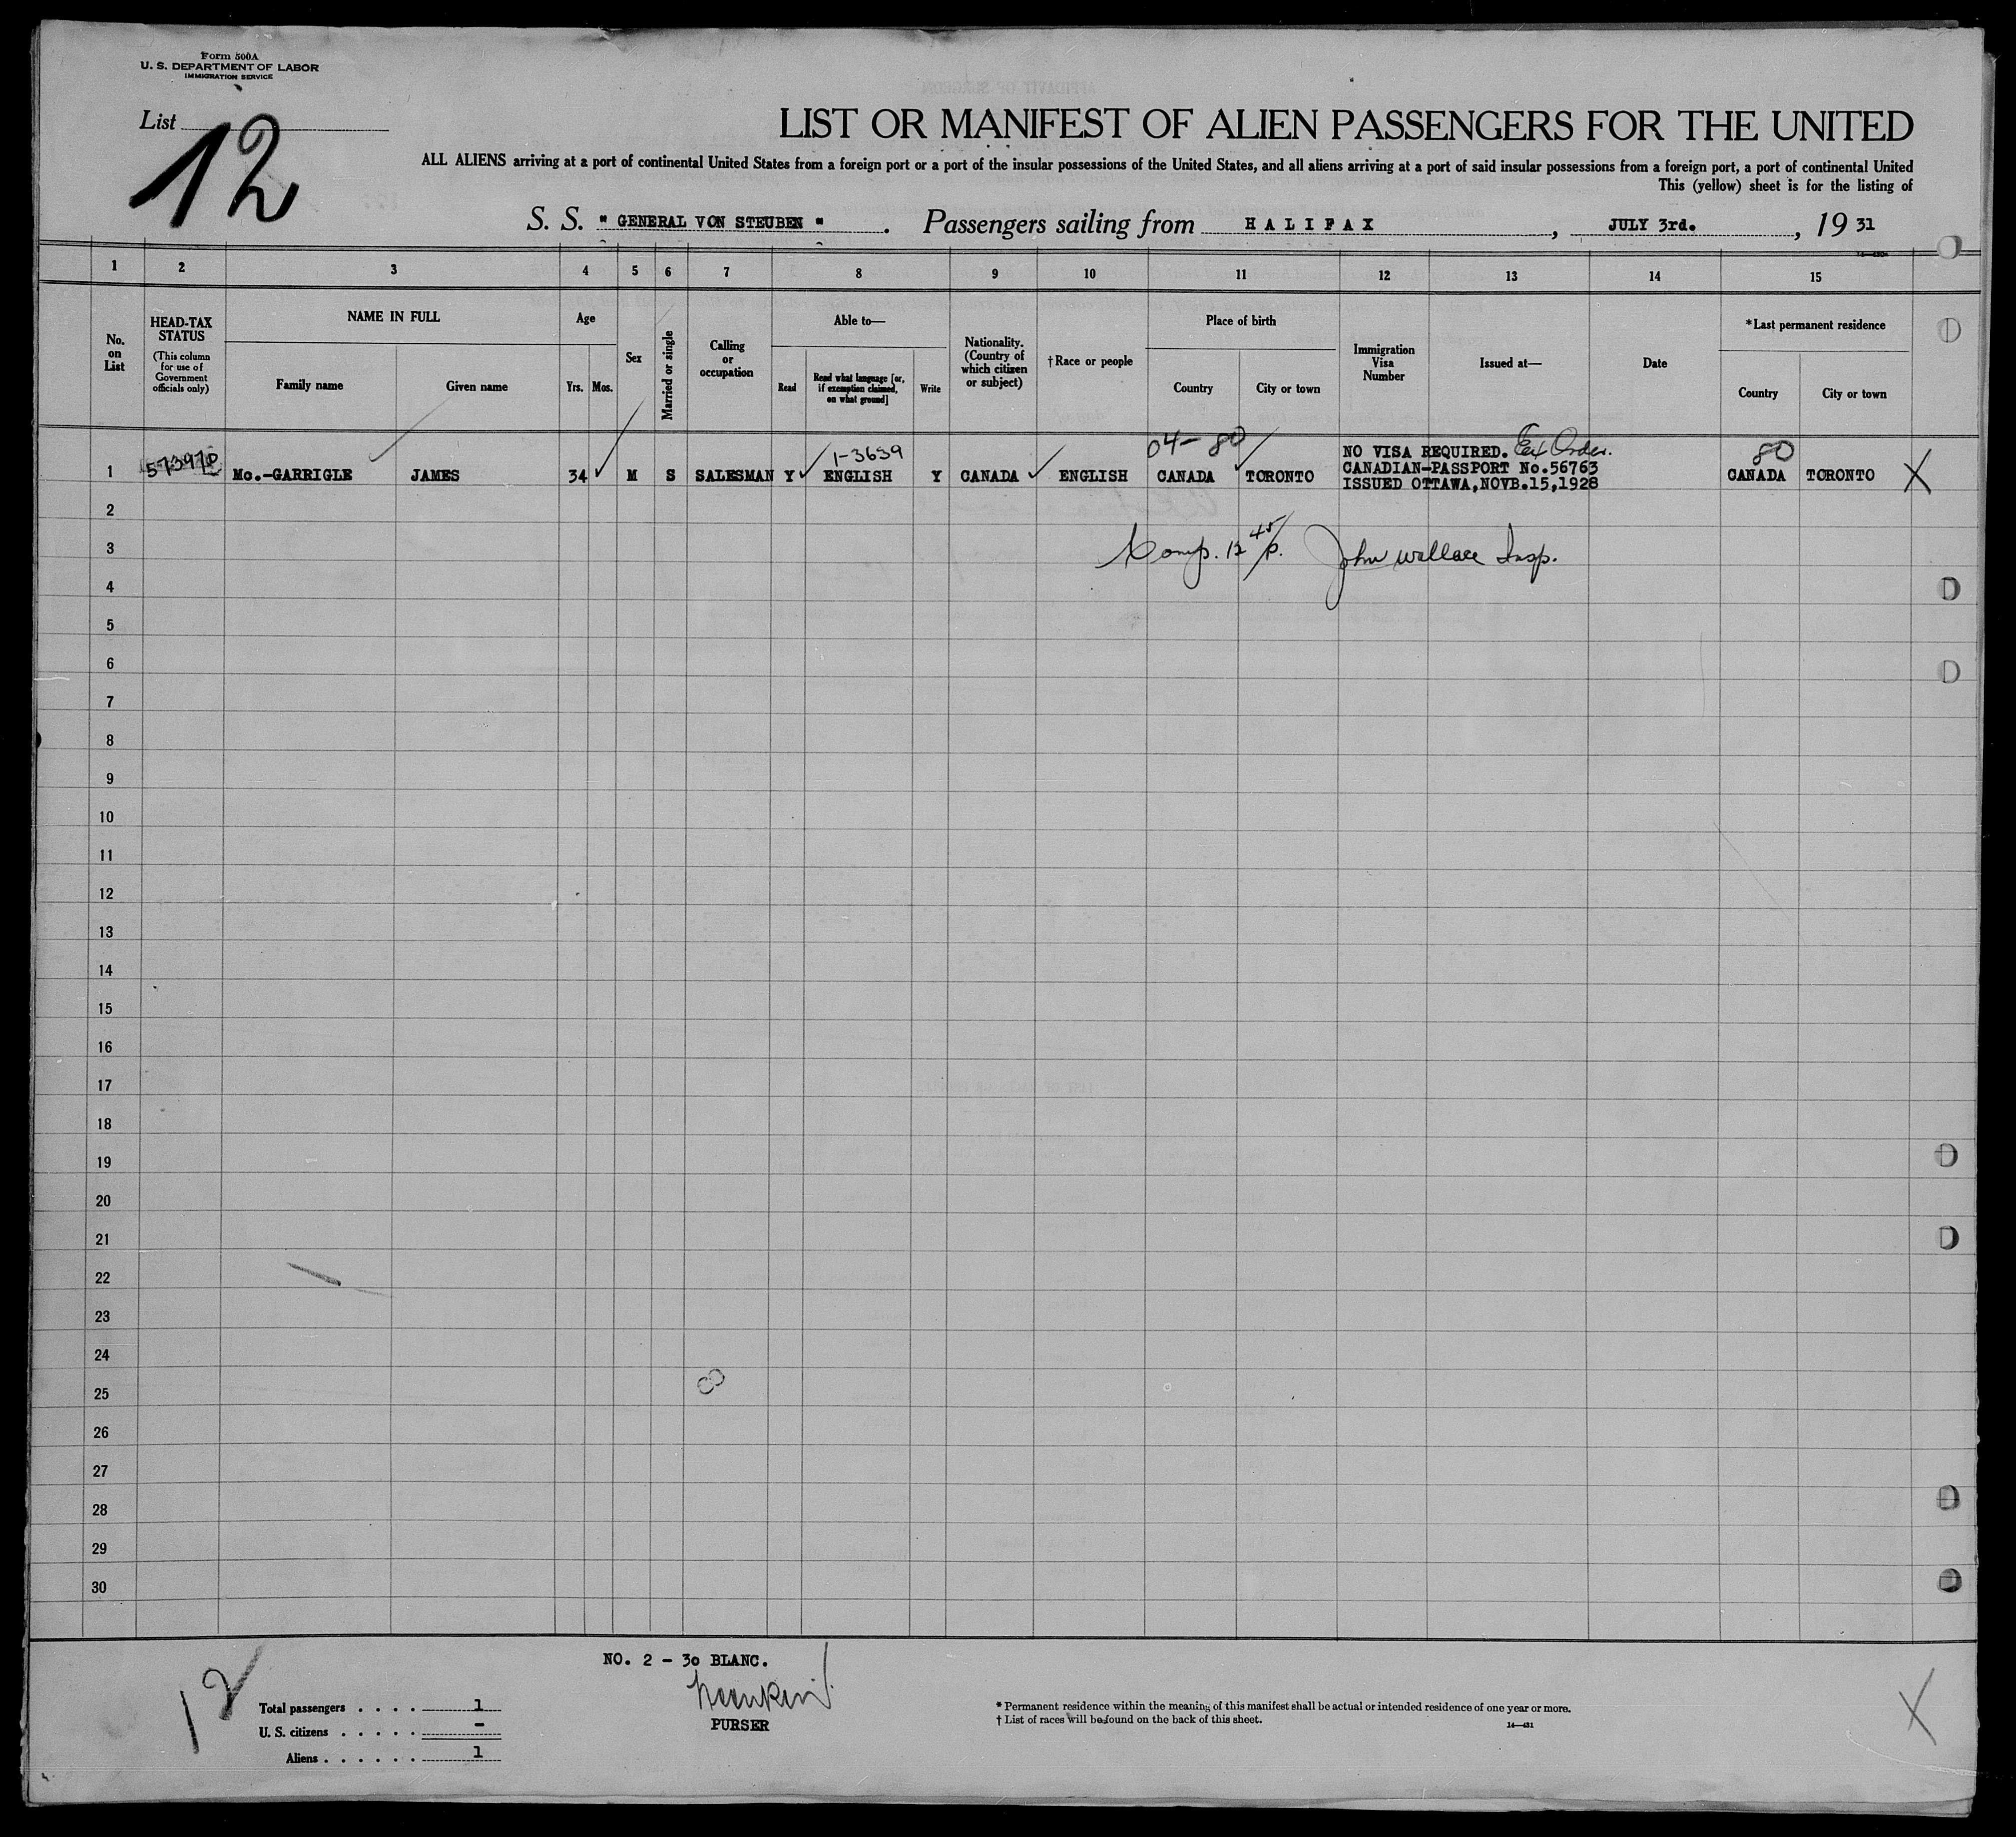 Form 500A
U. S. DEPARTMENT OF LABOR
IMMIGRATION SERVICE
List 12
LIST OR MANIFEST OF ALIEN PASSENGERS FOR THE UNITED
ALL ALIENS arriving at a port of continental United States from a foreign port or a port of the insular possessions of the United States, and all aliens arriving at a port of said insular possessions from a foreign port, a port of continental United
This (yellow) sheet is for the listing of
S. S. " GENERAL VON STEUBEN " . Passengers sailing from HALIFAX , JULY 3rd. , 19 31
1 2 3 4 5 6 7 8 9 10 11 12 13 14 15
No. on List
HEAD-TAX STATUS (This column for use of Government officials only)
NAME IN FULL
Family name
Given name
Age
Yrs. Mos.
Sex
Married or single
Calling or occupation
Able to—
Read
Read what language [or, if exemption claimed, on what ground]
Write
Nationality. (Country of which citizen or subject)
†Race or people
Place of birth
Country
City or town
Immigration Visa Number
Issued at—
Date
*Last permanent residence
Country
City or town
1-3639
04-80
NO VISA REQUIRED. Ex Order.
80
1 Mc.-GARRIGLE JAMES 34 M S SALESMAN Y ENGLISH Y CANADA ENGLISH CANADA TORONTO CANADIAN-PASSPORT No.56763 CANADA TORONTO X
ISSUED OTTAWA,NOVB.15,1928
2
3 Comp. 12 45/p. John Wallace Insp.
4
5
6
7
8
9
10
11
12
13
14
15
16
17
18
19
20
21
22
23
24
25
26
27
28
29
30
NO. 2 - 30 BLANC.
PURSER
12
Total passengers . . . . 1
U. S. citizens . . . . . -
Aliens . . . . . . 1
* Permanent residence within the meaning of this manifest shall be actual or intended residence of one year or more.
† List of races will be found on the back of this sheet.
14—431
X